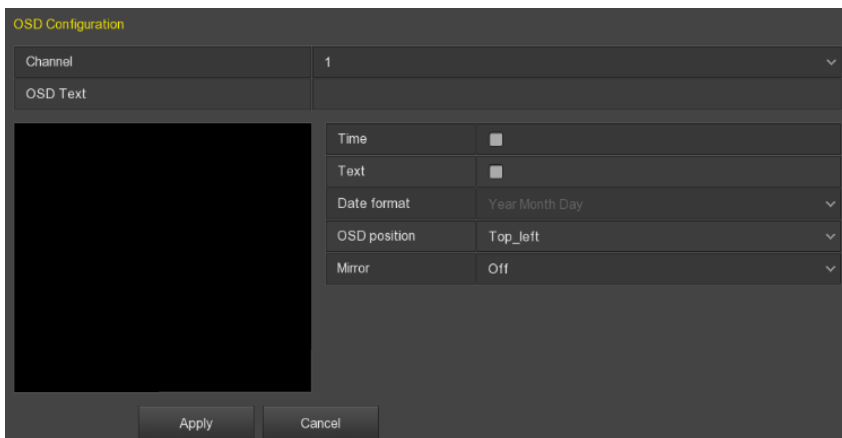 OSD Configuration
Channel 1
OSD Text
Time
Text
Date format Year Month Day
OSD position Top_left
Mirror Off
Apply Cancel